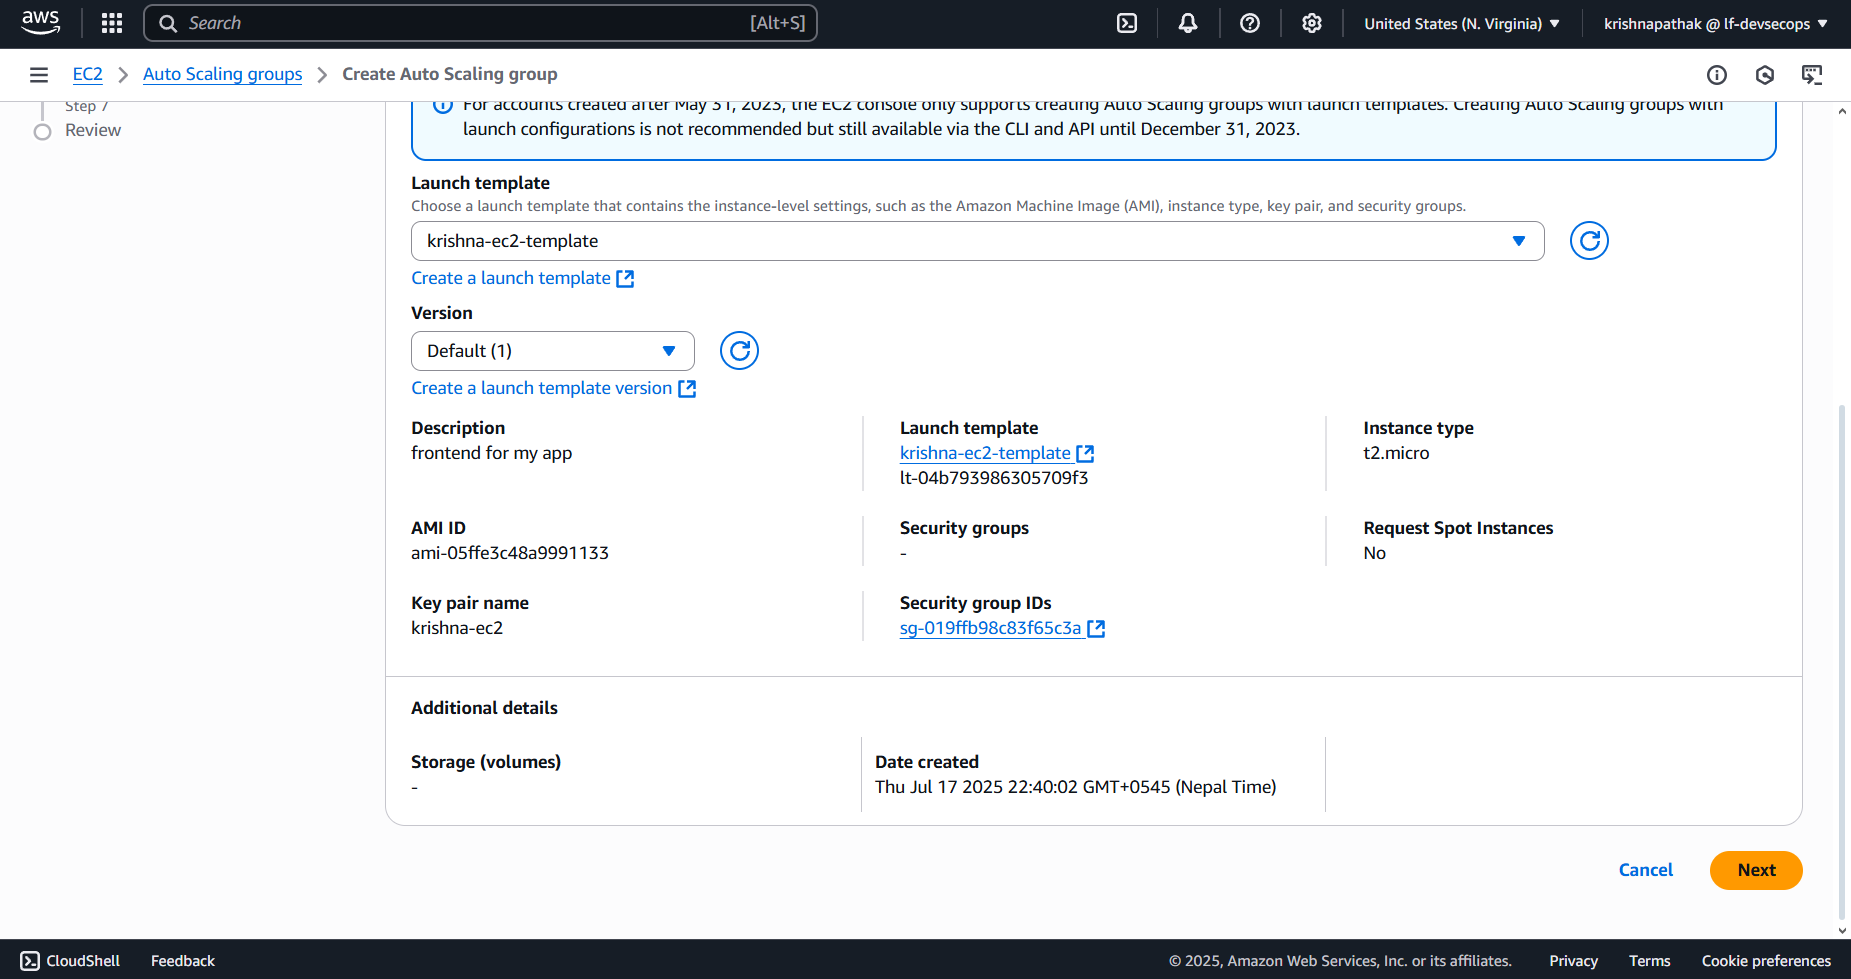 aws
Search
[Alt+S]
United States (N. Virginia)
krishnapathak @ lf-devsecops
EC2
Auto Scaling groups
Create Auto Scaling group
Step 7
Review
For accounts created after May 31, 2023, the EC2 console only supports creating Auto Scaling groups with launch templates. Creating Auto Scaling groups with
launch configurations is not recommended but still available via the CLI and API until December 31, 2023.
Launch template
Choose a launch template that contains the instance-level settings, such as the Amazon Machine Image (AMI), instance type, key pair, and security groups.
krishna-ec2-template
Create a launch template
Version
Default (1)
Create a launch template version
Description
frontend for my app
Launch template
krishna-ec2-template
lt-04b793986305709f3
Instance type
t2.micro
AMI ID
ami-05ffe3c48a9991133
Security groups
-
Request Spot Instances
No
Key pair name
krishna-ec2
Security group IDs
sg-019ffb98c83f65c3a
Additional details
Storage (volumes)
-
Date created
Thu Jul 17 2025 22:40:02 GMT+0545 (Nepal Time)
Cancel
Next
CloudShell
Feedback
© 2025, Amazon Web Services, Inc. or its affiliates.
Privacy
Terms
Cookie preferences